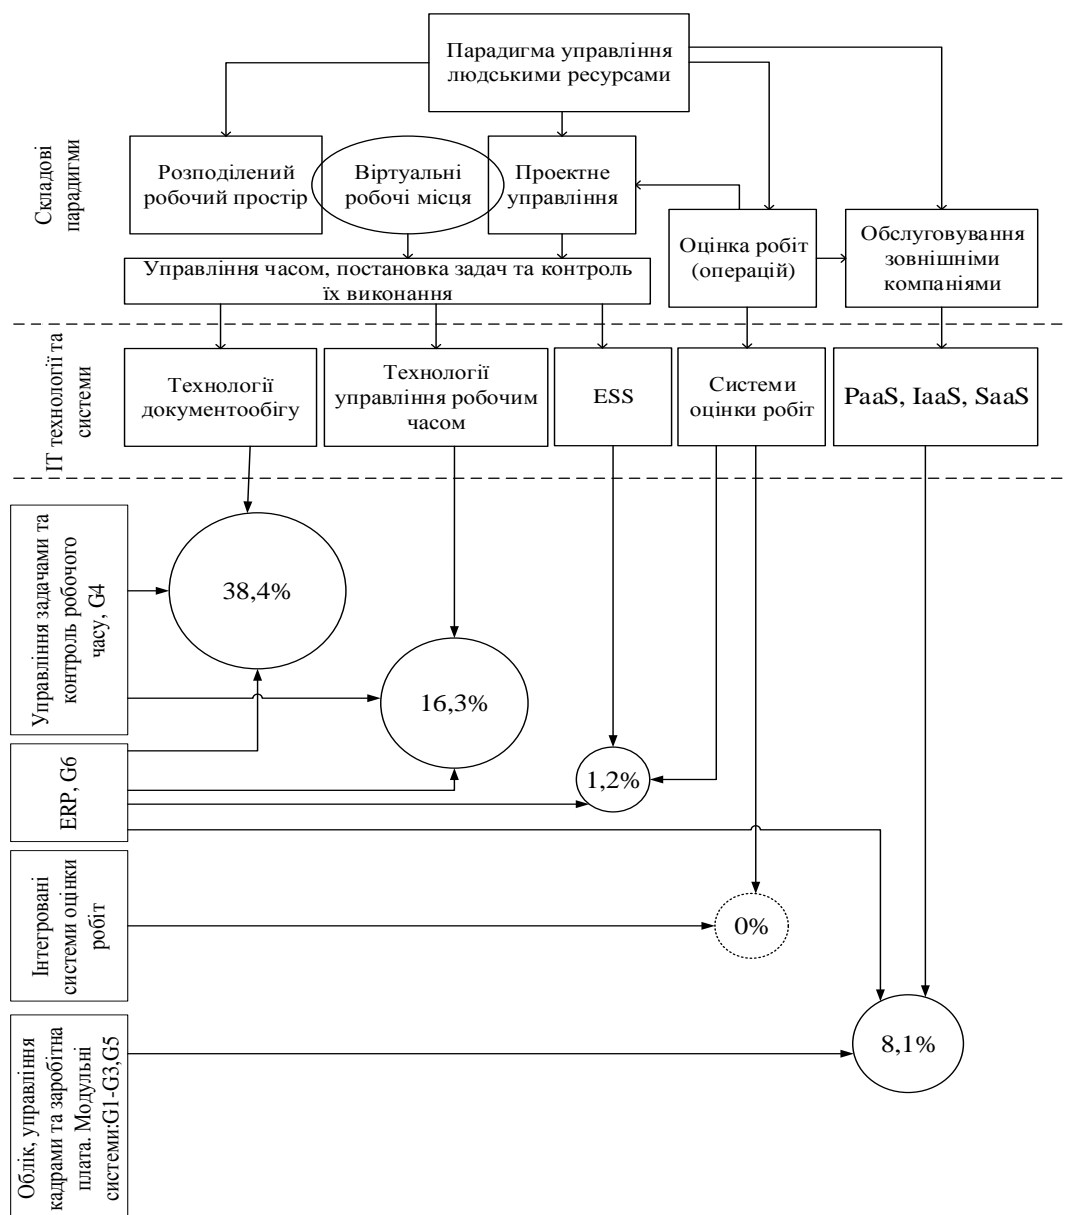 Парадигма управління
людськими ресурсами
Складові
парадигми
Розподілений
робочий простір
Віртуальні
робочі місця
Проектне
управління
Оцінка робіт
(операцій)
Обслуговування
зовнішніми
компаніями
Управління часом, постановка задач та контроль
їх виконання
ІТ технології та
системи
Технології
документообігу
Технології
управління робочим
часом
ESS
Системи
оцінки робіт
PaaS, IaaS, SaaS
Управління задачами та
контроль робочого
часу, G4
38,4%
16,3%
ERP, G6
1,2%
Інтегровані
системи оцінки
робіт
0%
Облік, управління
кадрами та заробітна
плата. Модульні
системи:G1-G3,G5
8,1%